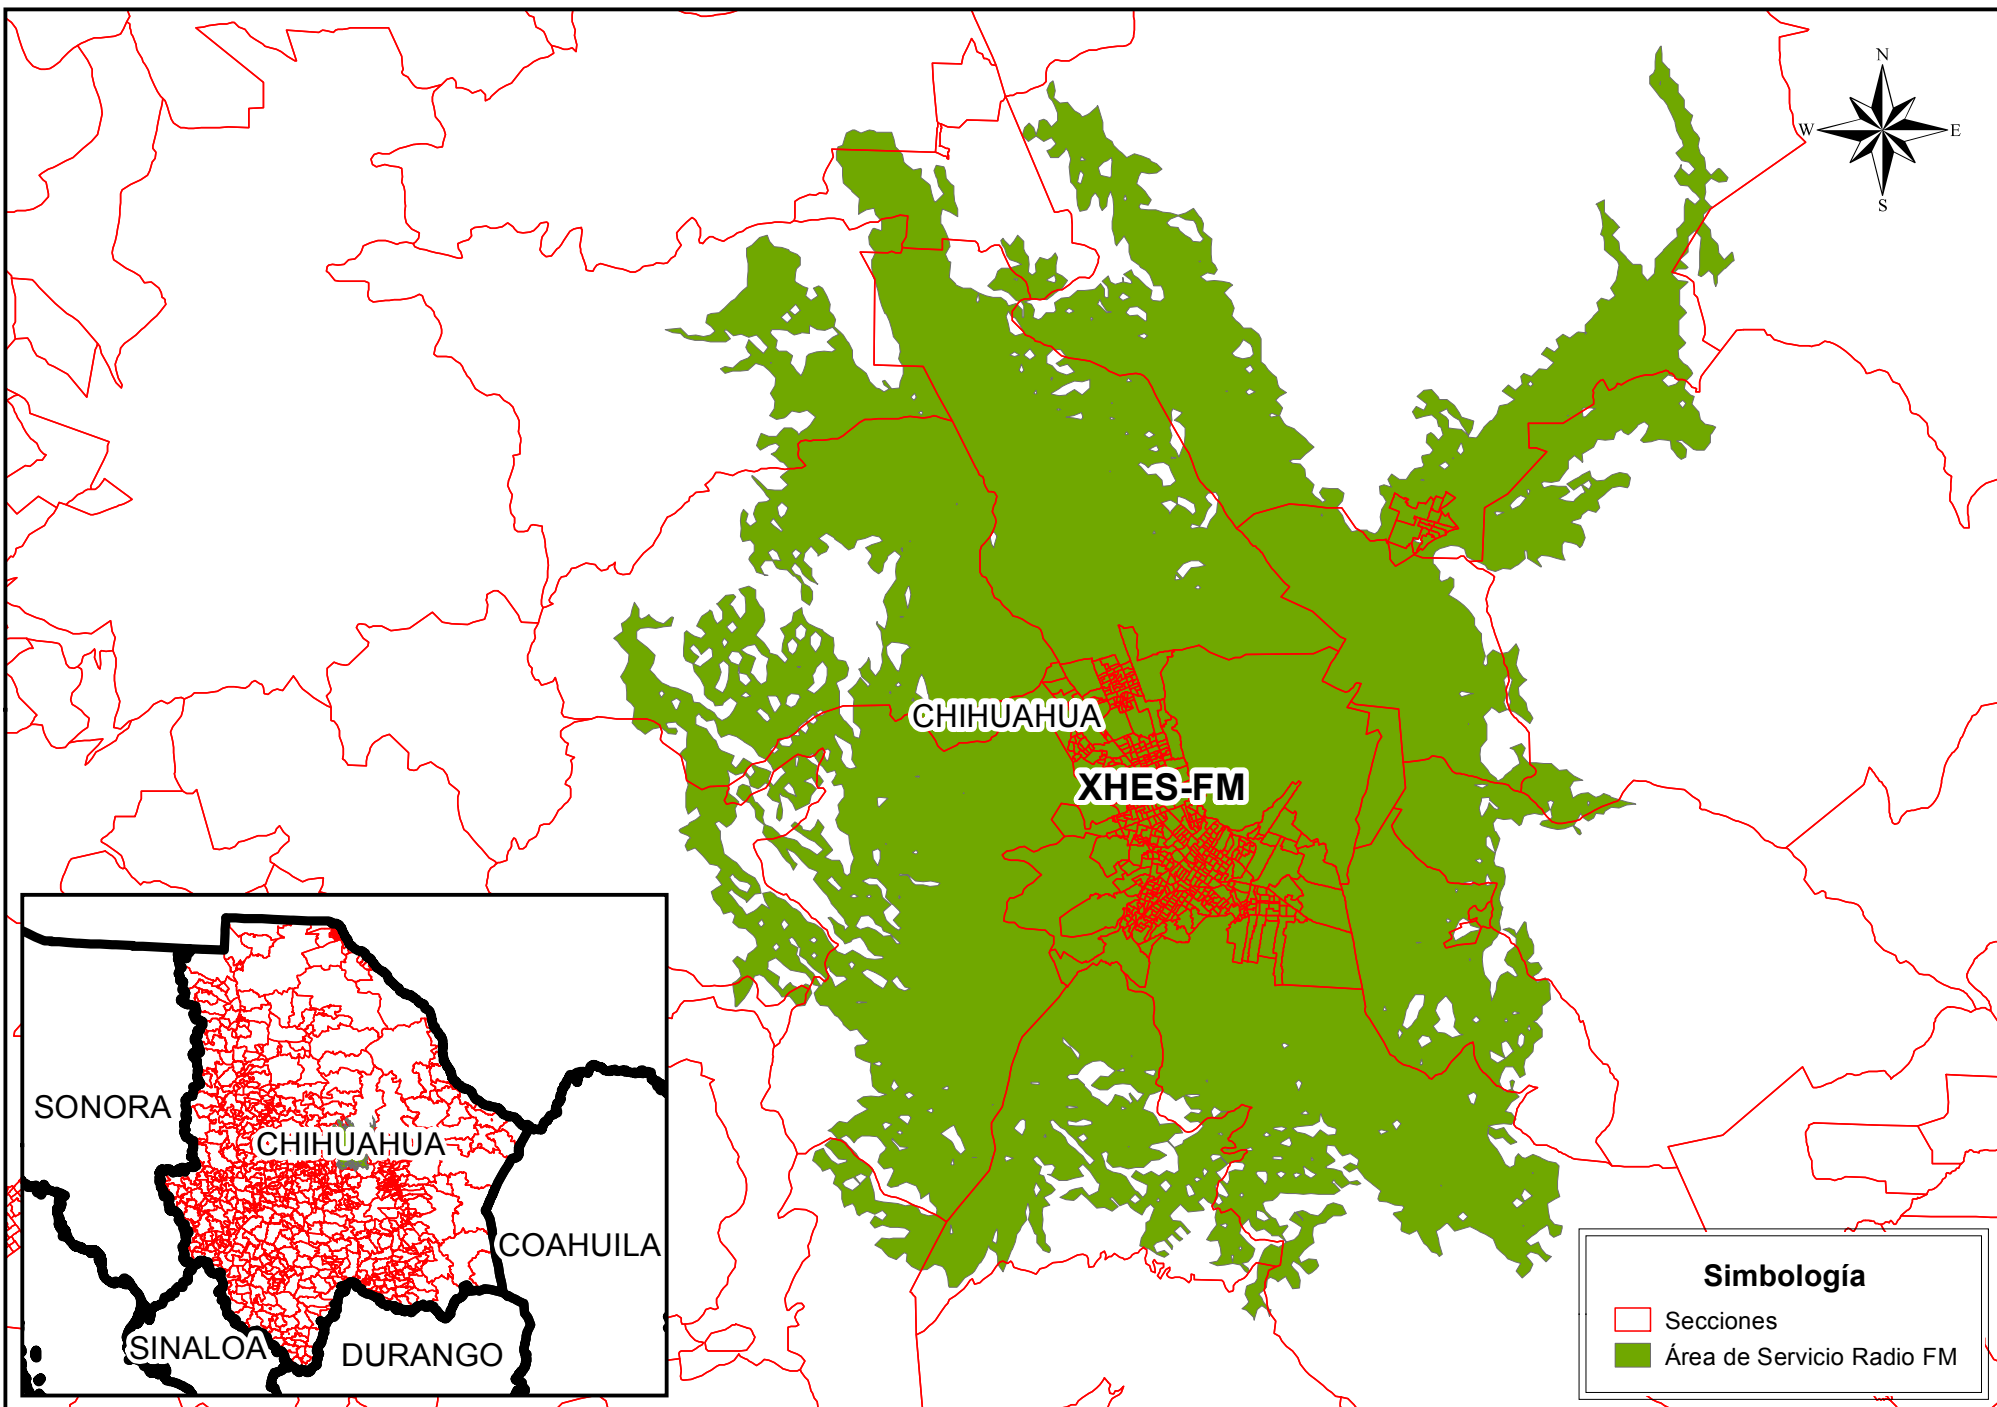 N
W
E
S
CHIHUAHUA
XHES-FM
SONORA
CHIHUAHUA
COAHUILA
SINALOA
DURANGO
Simbología
Secciones
Área de Servicio Radio FM